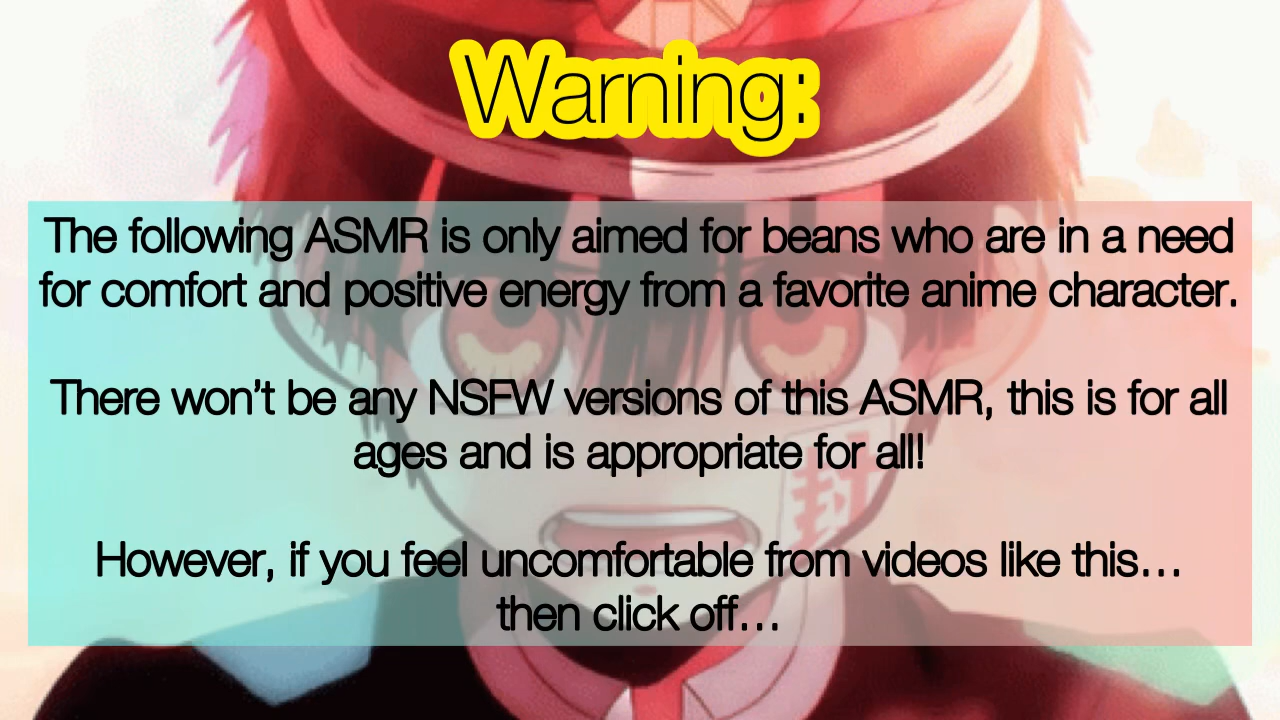 Warning:
The following ASMR is only aimed for beans who are in a need
for comfort and positive energy from a favorite anime character.
There won't be any NSFW versions of this ASMR, this is for all
ages and is appropriate for all!
However, if you feel uncomfortable from videos like this...
then click off...
封